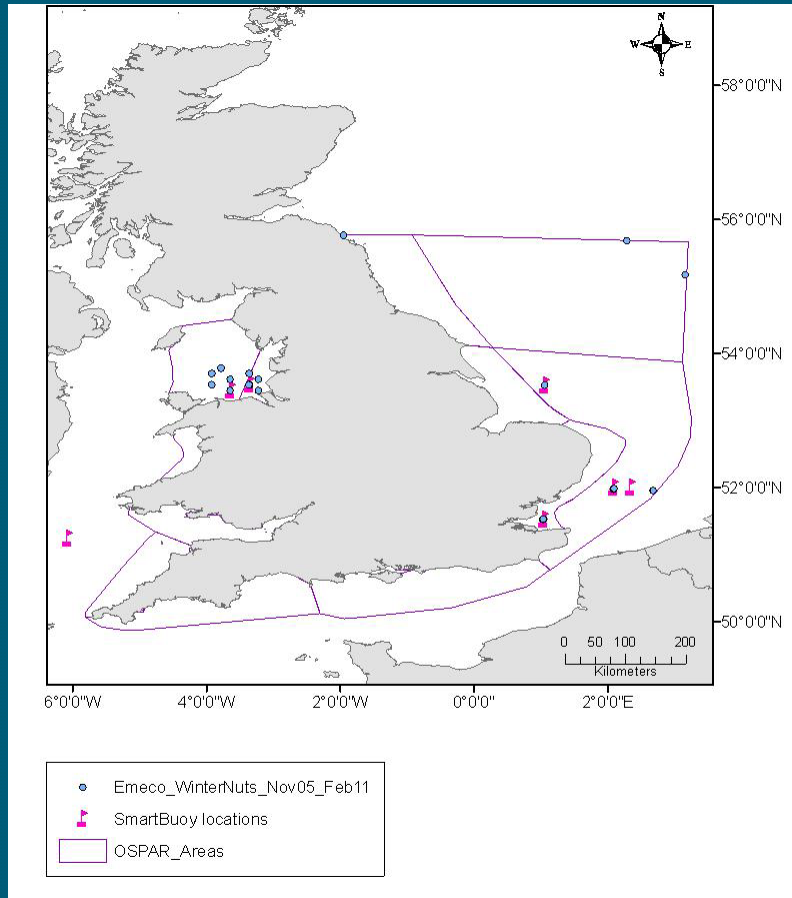 N
W E
S
58°0'0"N
56°0'0"N
54°0'0"N
52°0'0"N
50°0'0"N
0 50 100 200
Kilometers
6°0'0"W 4°0'0"W 2°0'0"W 0°0'0" 2°0'0"E
Emeco_WinterNuts_Nov05_Feb11
SmartBuoy locations
OSPAR_Areas